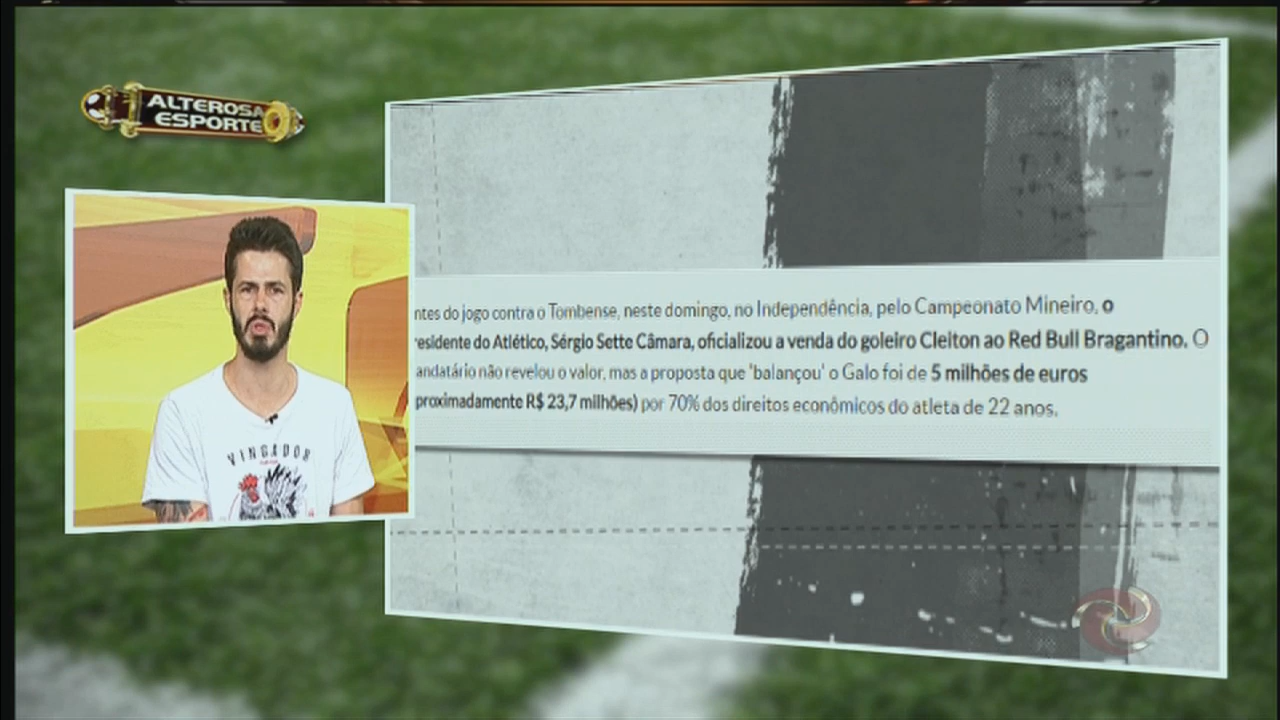 ALTEROSA
ESPORTE
VINGADOR
ntes do jogo contra o Tombense, neste domingo, no Independência, pelo Campeonato Mineiro, o
esidente do Atlético, Sérgio Sette Câmara, oficializou a venda do goleiro Cleiton ao Red Bull Bragantino. O
andatário não revelou o valor, mas a proposta que 'balançou' o Galo foi de 5 milhões de euros
proximadamente R$ 23,7 milhões) por 70% dos direitos econômicos do atleta de 22 anos.